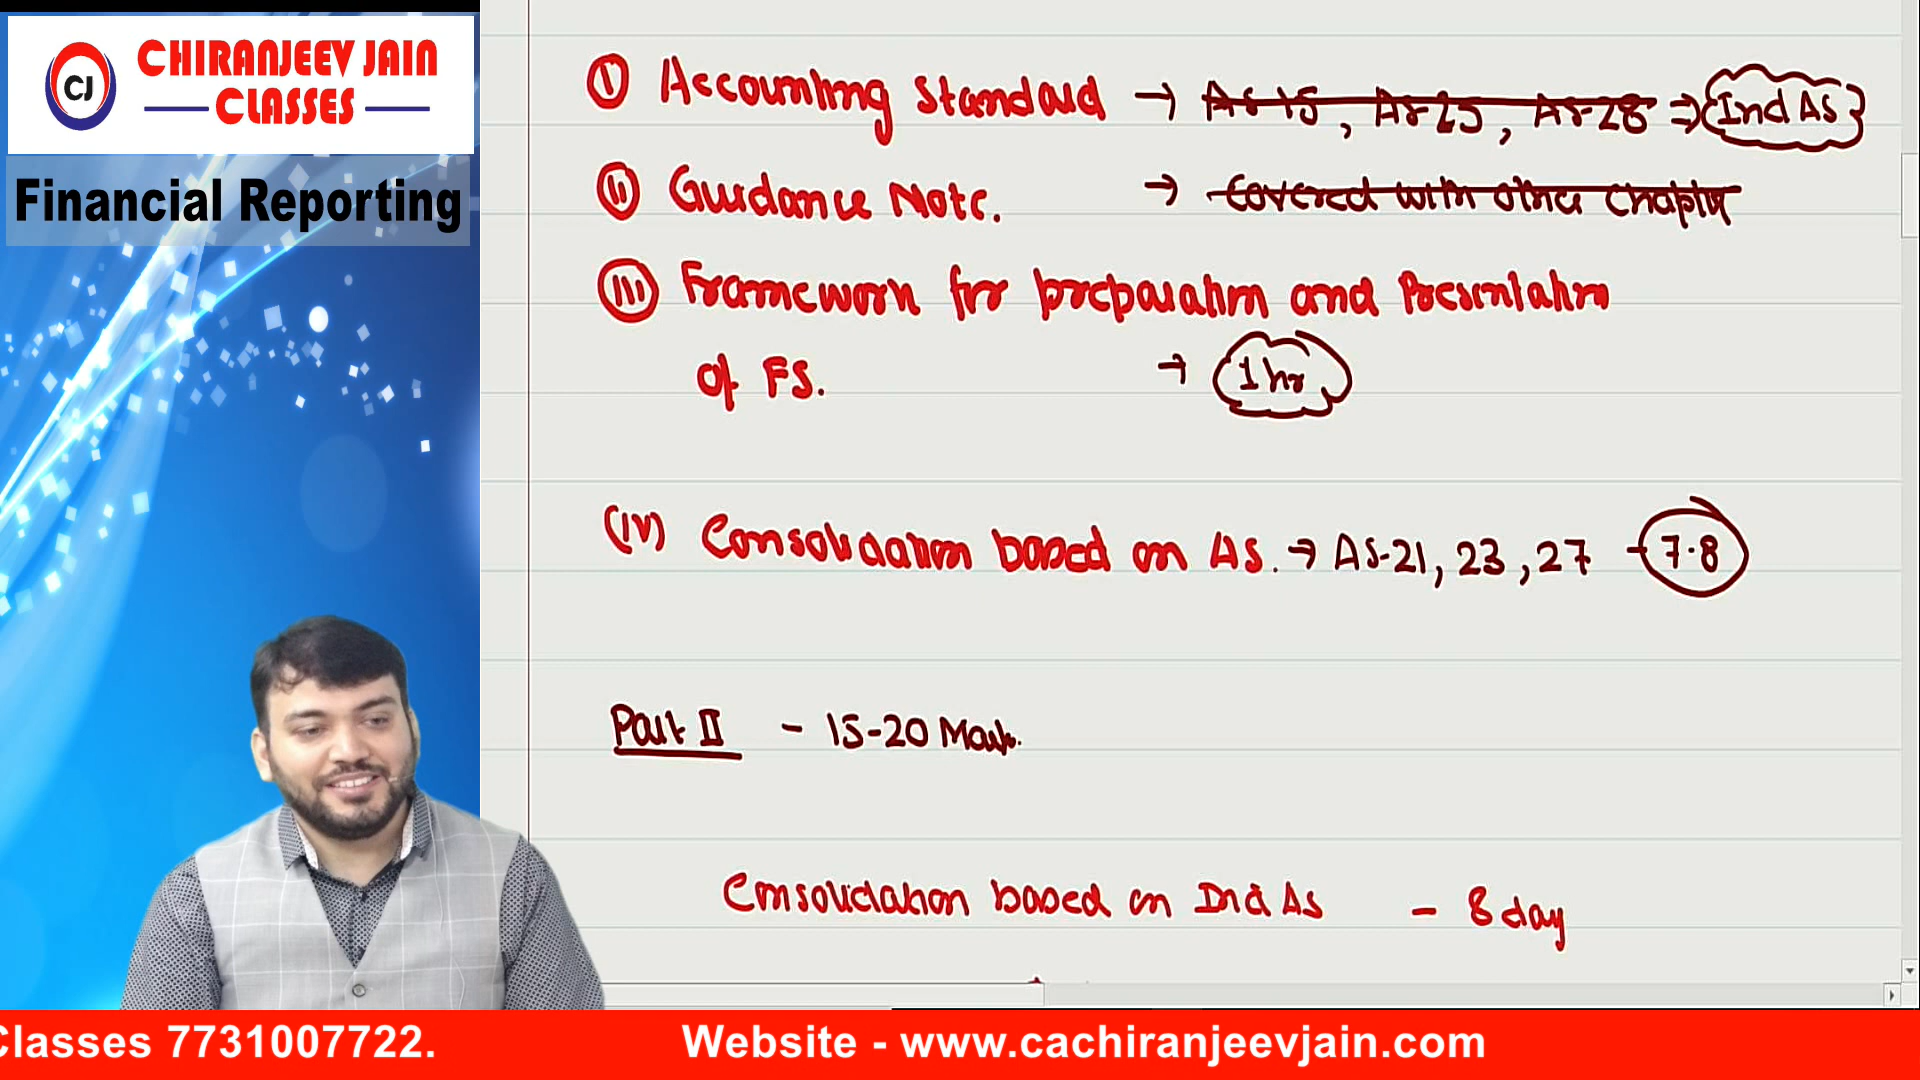 CHIRANJEEV JAIN
CJ
CLASSES
Financial Reporting
(i) Accounting Standard → AS 15, AS-25, AS-28 ⇒ {Ind AS}
(ii) Guidance Note. → Covered with other Chapter
(iii) Framework for preparation and Presentation
of FS. → 1 hr
(iv) Consolidation based on AS. → AS-21, 23, 27 - 7.8
Part II - 15-20 Mark.
Consolidation based on Ind AS - 8 day
Classes 7731007722. Website - www.cachiranjeevjain.com